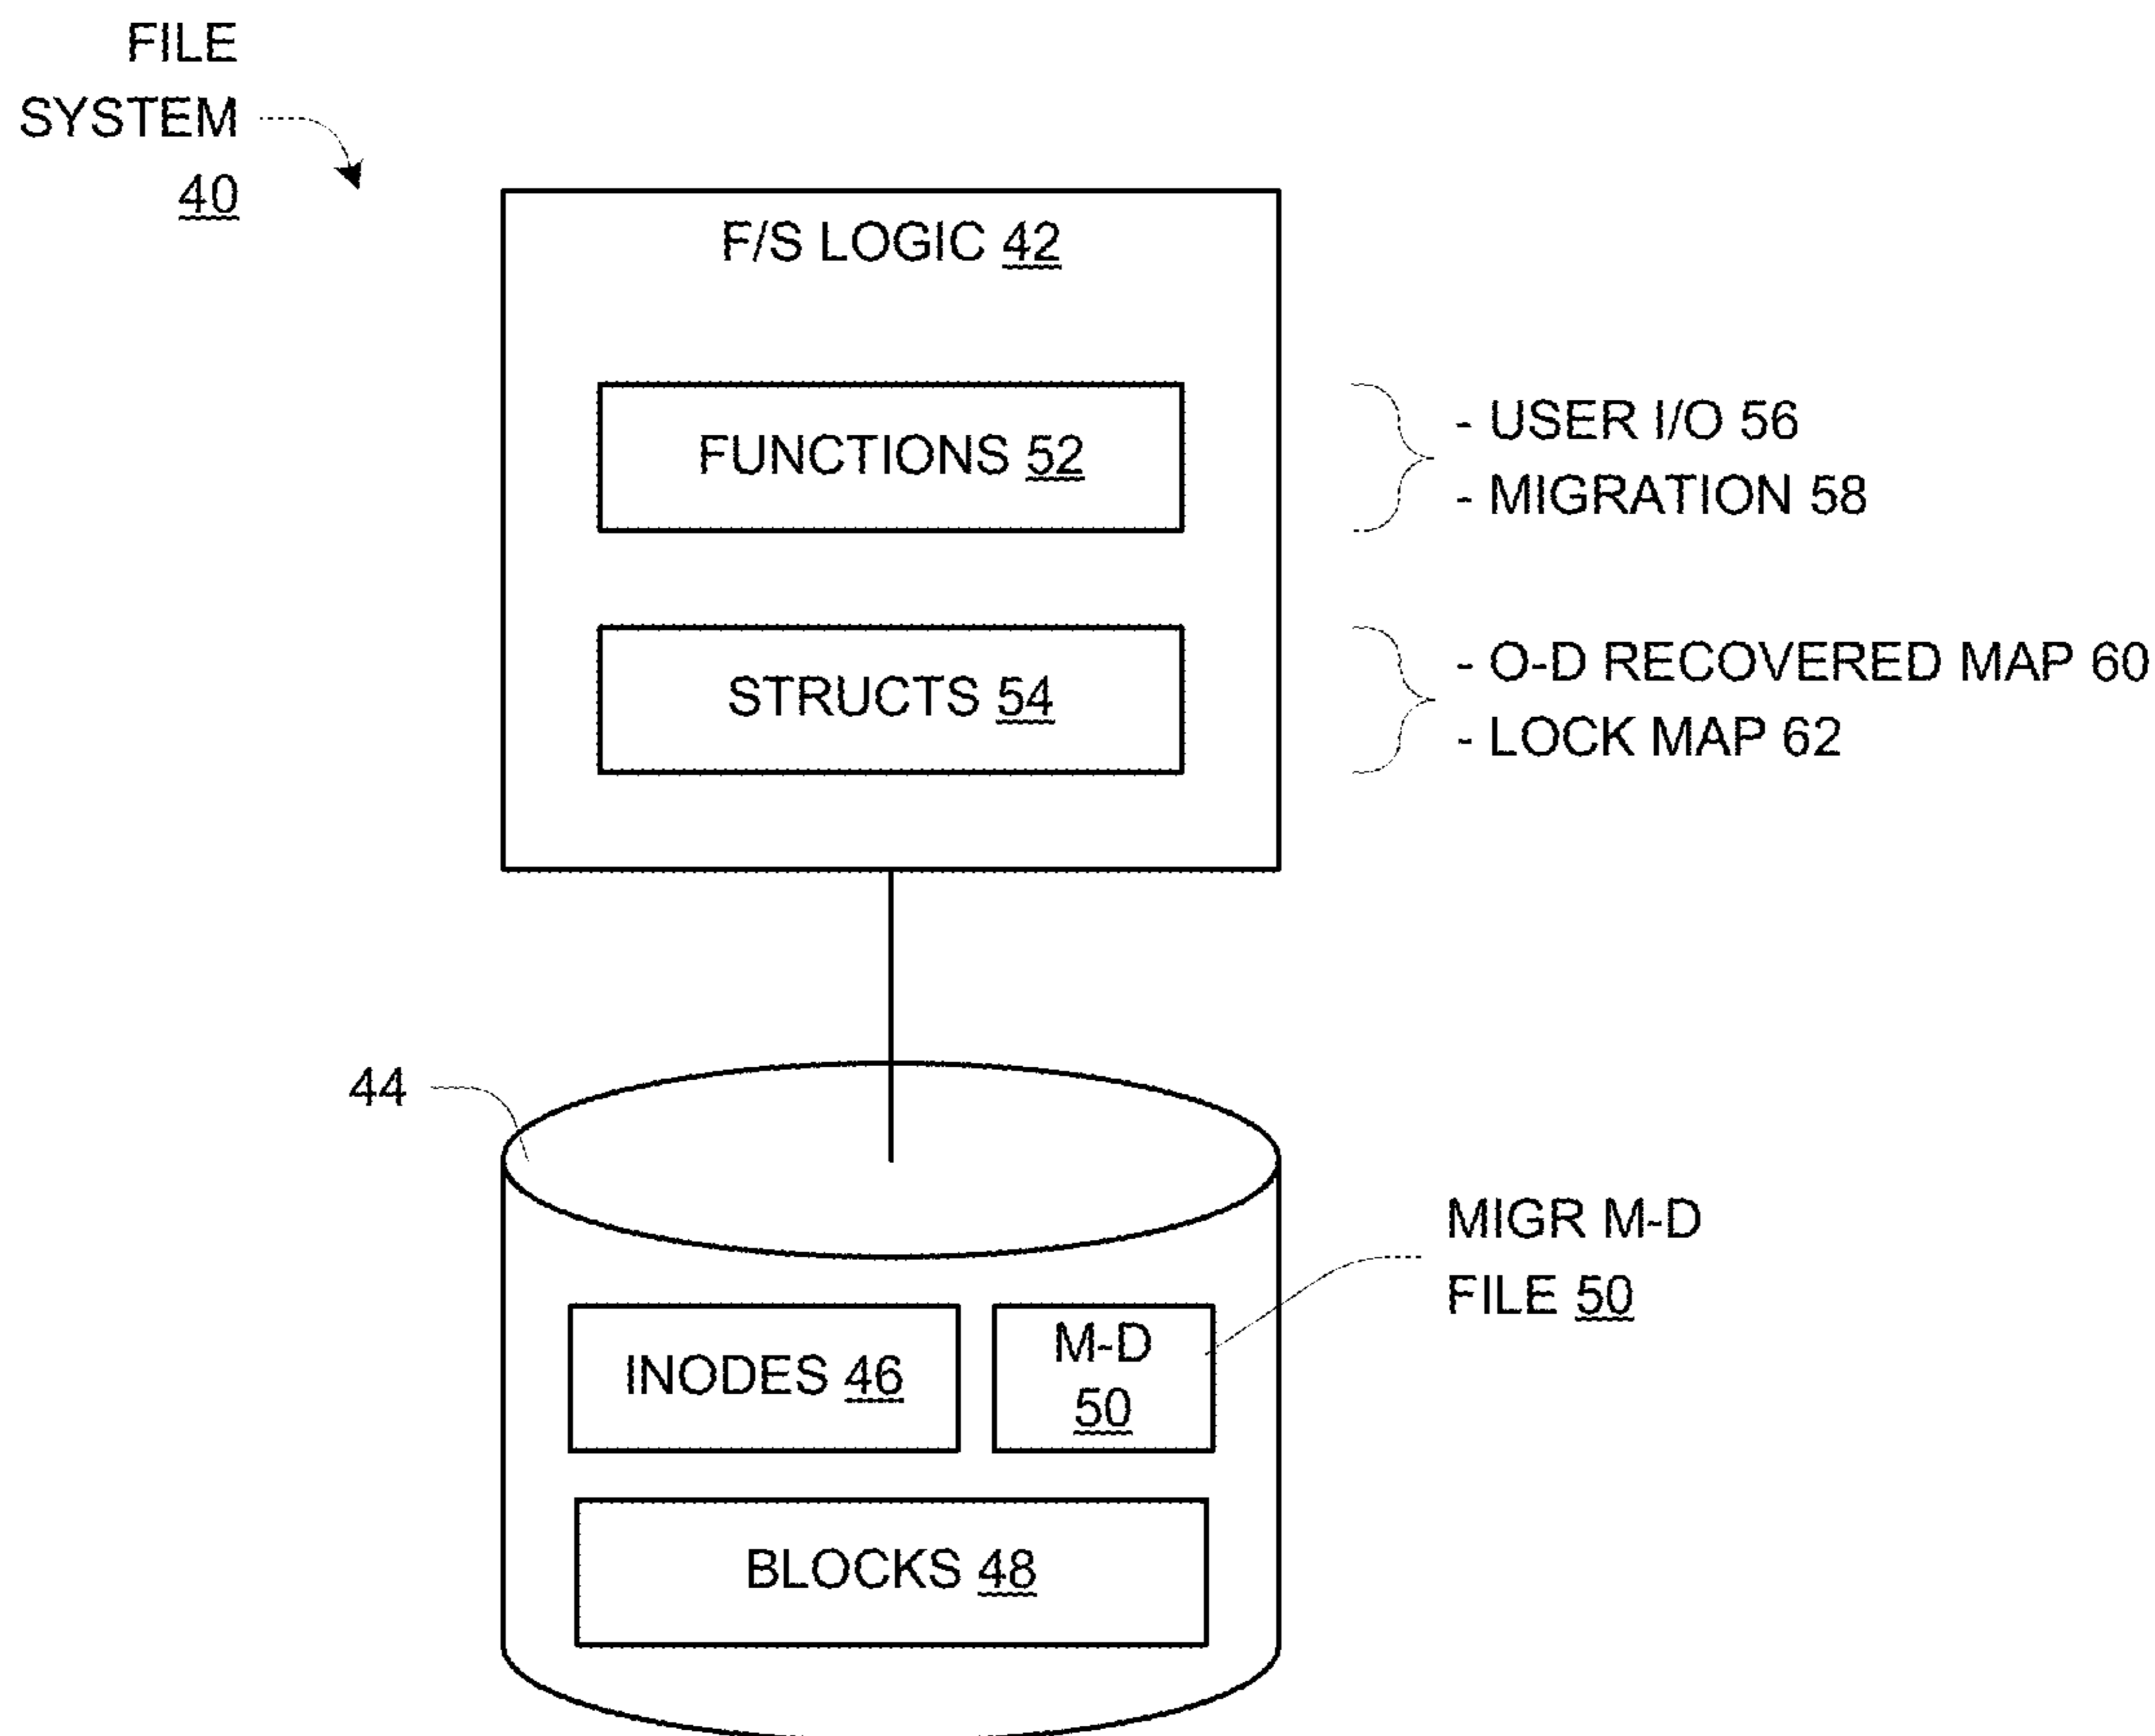 FILE
SYSTEM
40
F/S LOGIC 42
FUNCTIONS 52
- USER I/O 56
- MIGRATION 58
STRUCTS 54
- O-D RECOVERED MAP 60
- LOCK MAP 62
44
MIGR M-D
FILE 50
INODES 46
M-D
50
BLOCKS 48